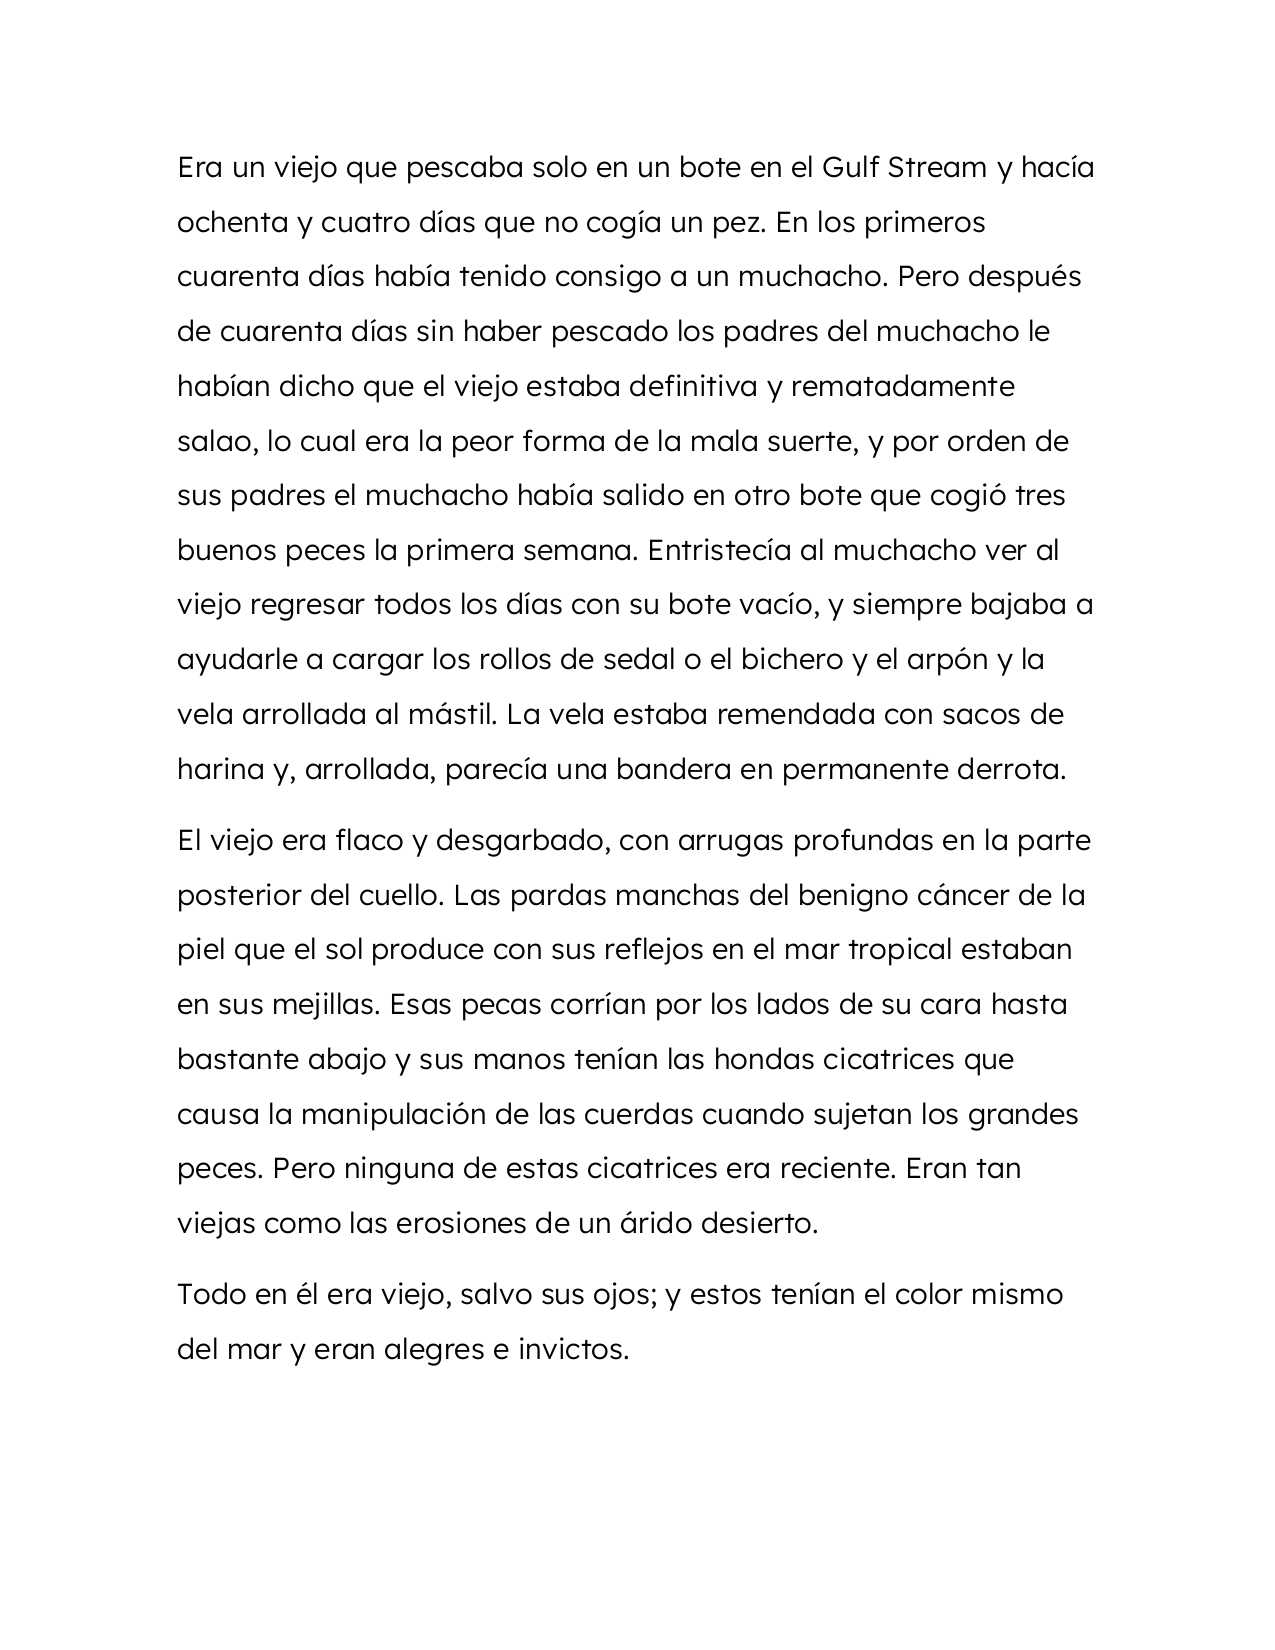 Era un viejo que pescaba solo en un bote en el Gulf Stream y hacía
ochenta y cuatro días que no cogía un pez. En los primeros
cuarenta días había tenido consigo a un muchacho. Pero después
de cuarenta días sin haber pescado los padres del muchacho le
habían dicho que el viejo estaba definitiva y rematadamente
salao, lo cual era la peor forma de la mala suerte, y por orden de
sus padres el muchacho había salido en otro bote que cogió tres
buenos peces la primera semana. Entristecía al muchacho ver al
viejo regresar todos los días con su bote vacío, y siempre bajaba a
ayudarle a cargar los rollos de sedal o el bichero y el arpón y la
vela arrollada al mástil. La vela estaba remendada con sacos de
harina y, arrollada, parecía una bandera en permanente derrota.
El viejo era flaco y desgarbado, con arrugas profundas en la parte
posterior del cuello. Las pardas manchas del benigno cáncer de la
piel que el sol produce con sus reflejos en el mar tropical estaban
en sus mejillas. Esas pecas corrían por los lados de su cara hasta
bastante abajo y sus manos tenían las hondas cicatrices que
causa la manipulación de las cuerdas cuando sujetan los grandes
peces. Pero ninguna de estas cicatrices era reciente. Eran tan
viejas como las erosiones de un árido desierto.
Todo en él era viejo, salvo sus ojos; y estos tenían el color mismo
del mar y eran alegres e invictos.